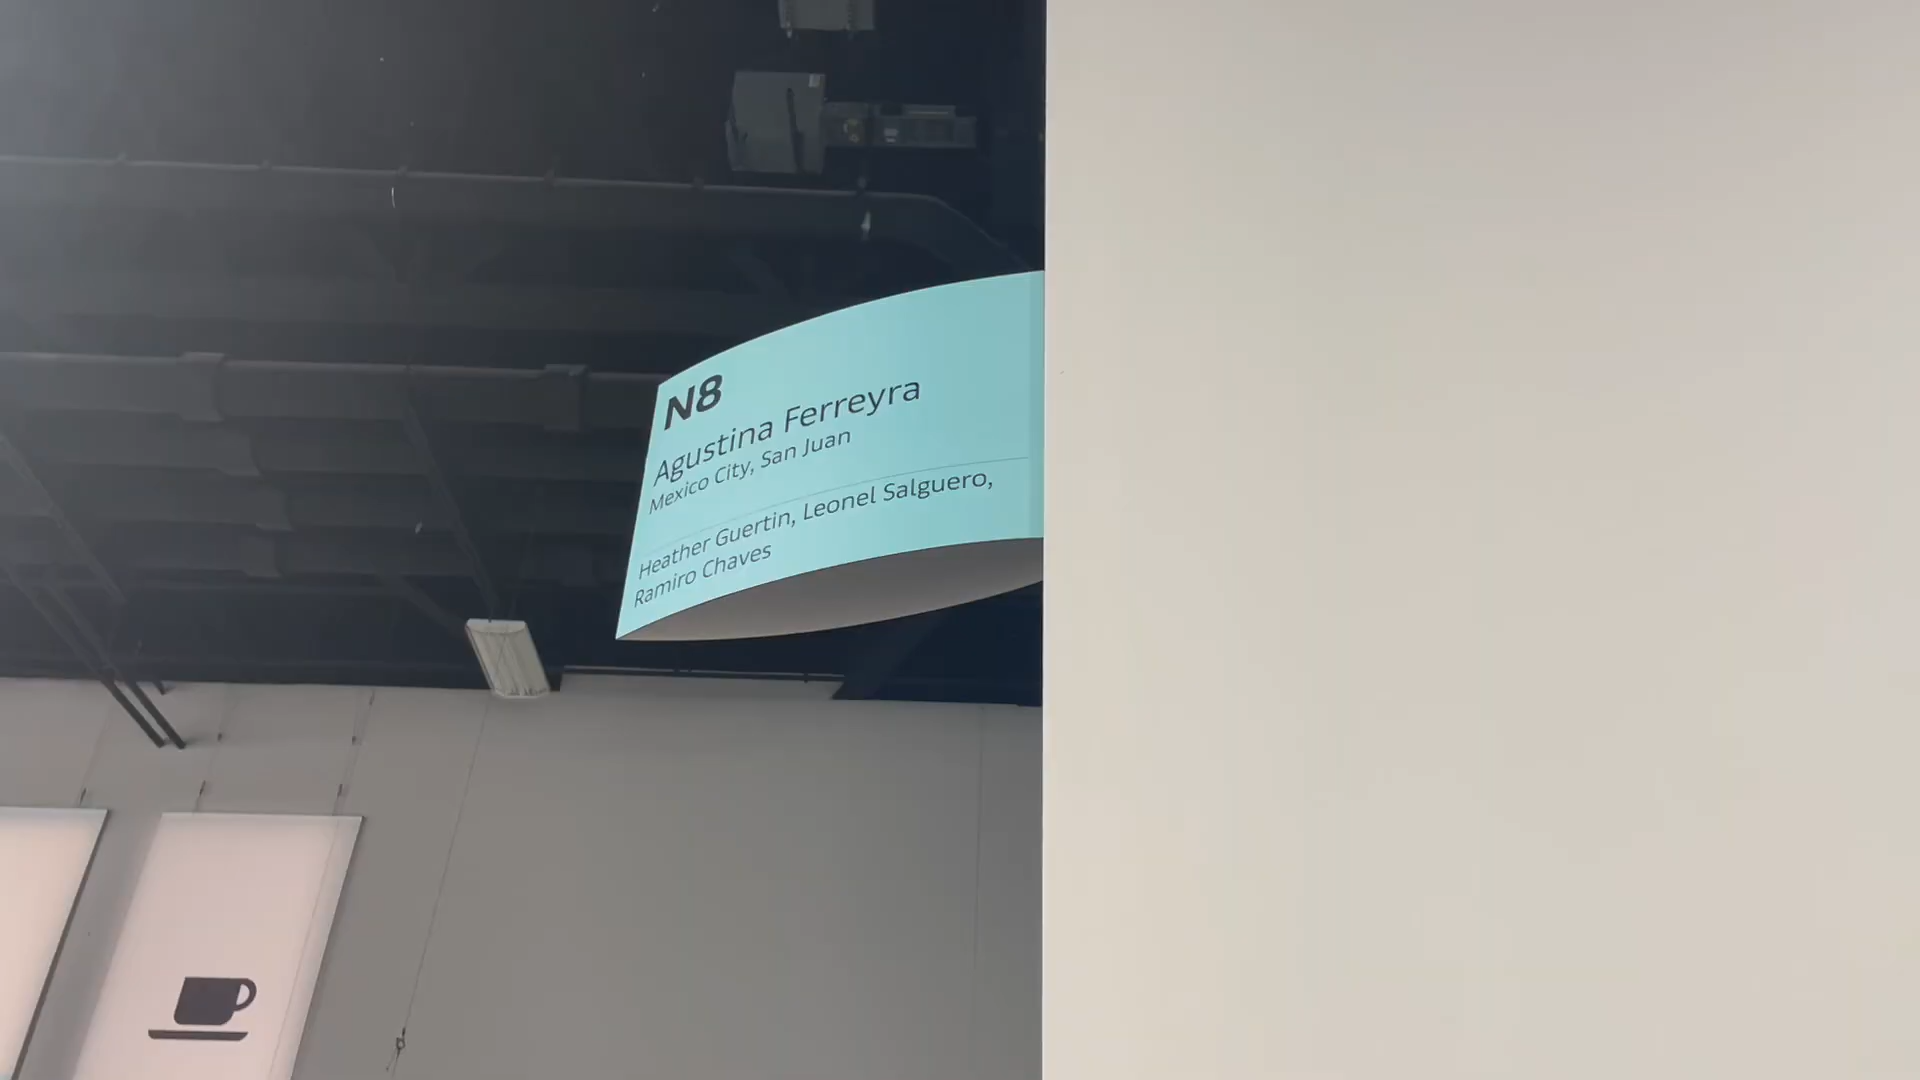 N8
Agustina Ferreyra
Mexico City, San Juan
Heather Guertin, Leonel Salguero,
Ramiro Chaves